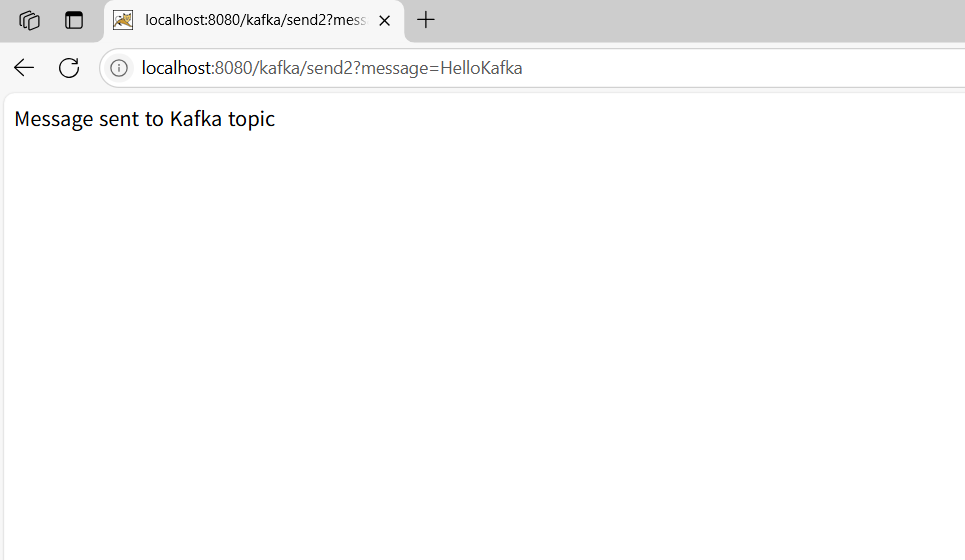 localhost:8080/kafka/send2?mess
localhost:8080/kafka/send2?message=HelloKafka
Message sent to Kafka topic